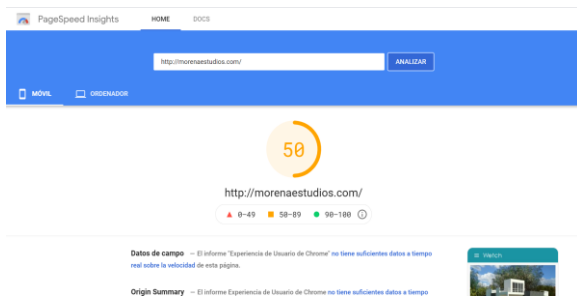 PageSpeed Insights HOME DOCS
http://morenaestudios.com/ ANALIZAR
MÓVIL ORDENADOR
50
http://morenaestudios.com/
0-49 50-89 90-100
Datos de campo — El informe "Experiencia de Usuario de Chrome" no tiene suficientes datos a tiempo
real sobre la velocidad de esta página.
Origin Summary — El informe Experiencia de Usuario de Chrome no tiene suficientes datos a tiempo